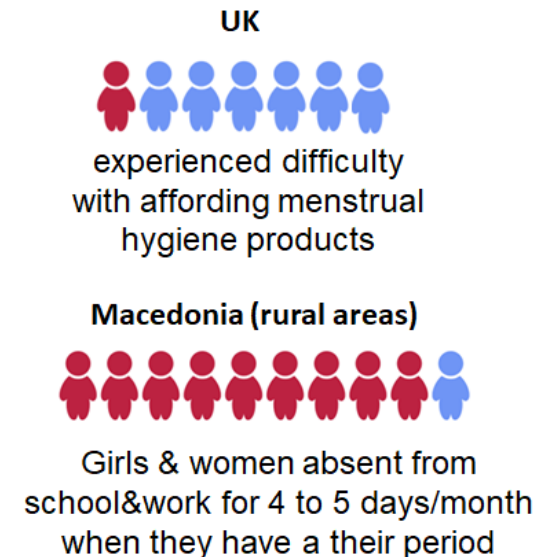 UK
experienced difficulty
with affording menstrual
hygiene products
Macedonia (rural areas)
Girls & women absent from
school&work for 4 to 5 days/month
when they have a their period